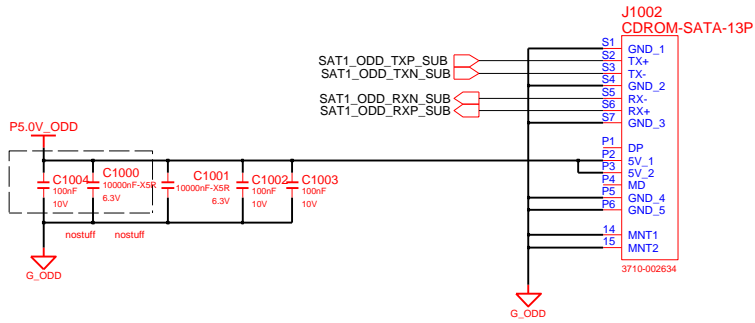 J1002
CDROM-SATA-13P
S1 GND_1
SAT1_ODD_TXP_SUB S2 TX+
SAT1_ODD_TXN_SUB S3 TX-
S4 GND_2
SAT1_ODD_RXN_SUB S5 RX-
SAT1_ODD_RXP_SUB S6 RX+
S7 GND_3
P5.0V_ODD
P1 DP
P2 5V_1
P3 5V_2
P4 MD
P5 GND_4
P6 GND_5
14 MNT1
15 MNT2
3710-002634
C1004 C1000 C1001 C1002 C1003
100nF 10000nF-X5R 10000nF-X5R 100nF 100nF
10V 6.3V 6.3V 10V 10V
nostuff nostuff
G_ODD
G_ODD